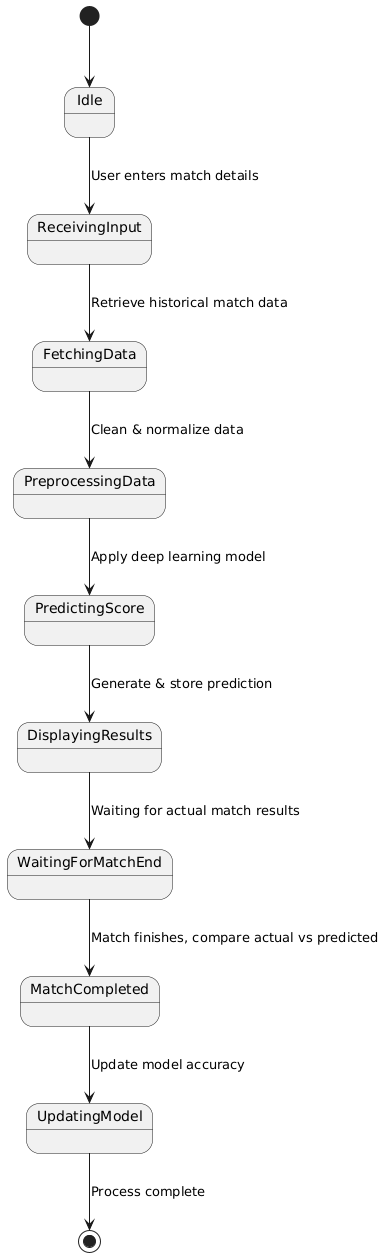 Idle
User enters match details
ReceivingInput
Retrieve historical match data
FetchingData
Clean & normalize data
PreprocessingData
Apply deep learning model
PredictingScore
Generate & store prediction
DisplayingResults
Waiting for actual match results
WaitingForMatchEnd
Match finishes, compare actual vs predicted
MatchCompleted
Update model accuracy
UpdatingModel
Process complete